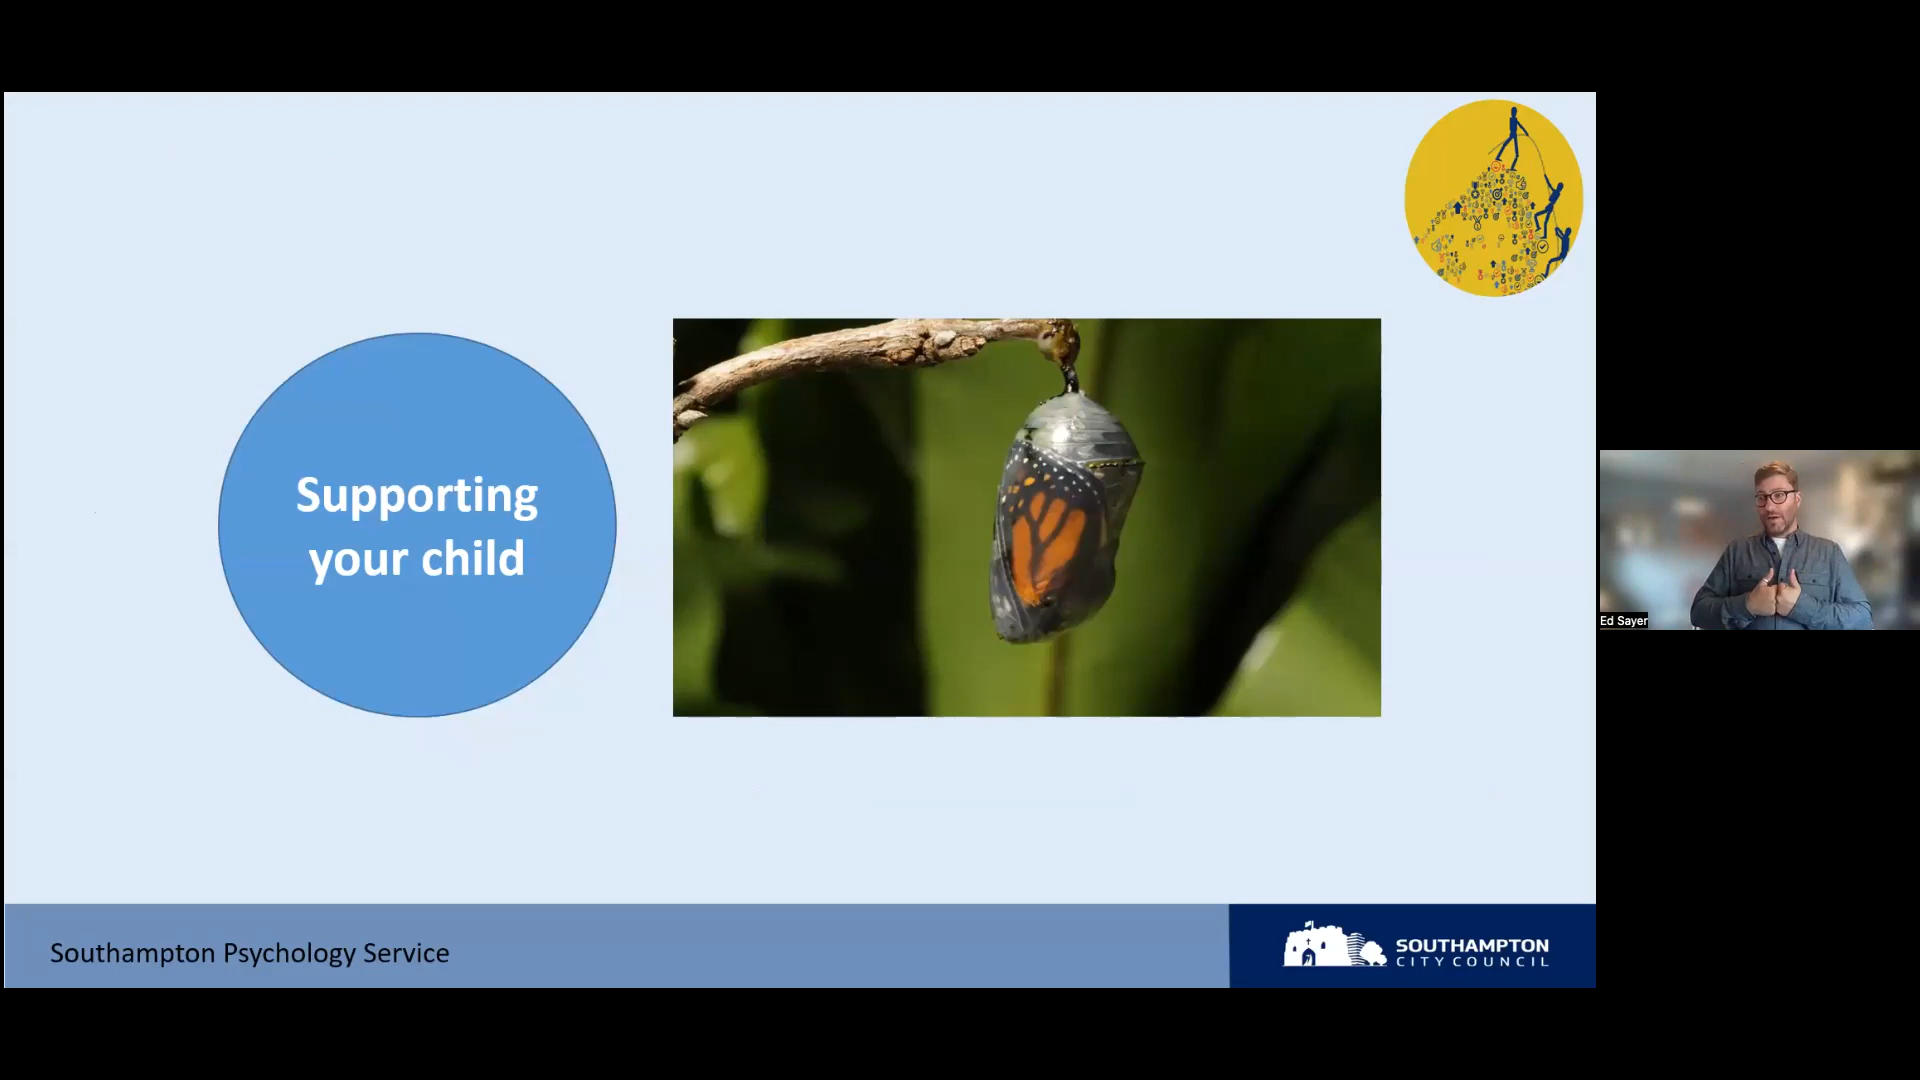 Supporting
your child
Ed Sayer
Southampton Psychology Service
SOUTHAMPTON
CITY COUNCIL